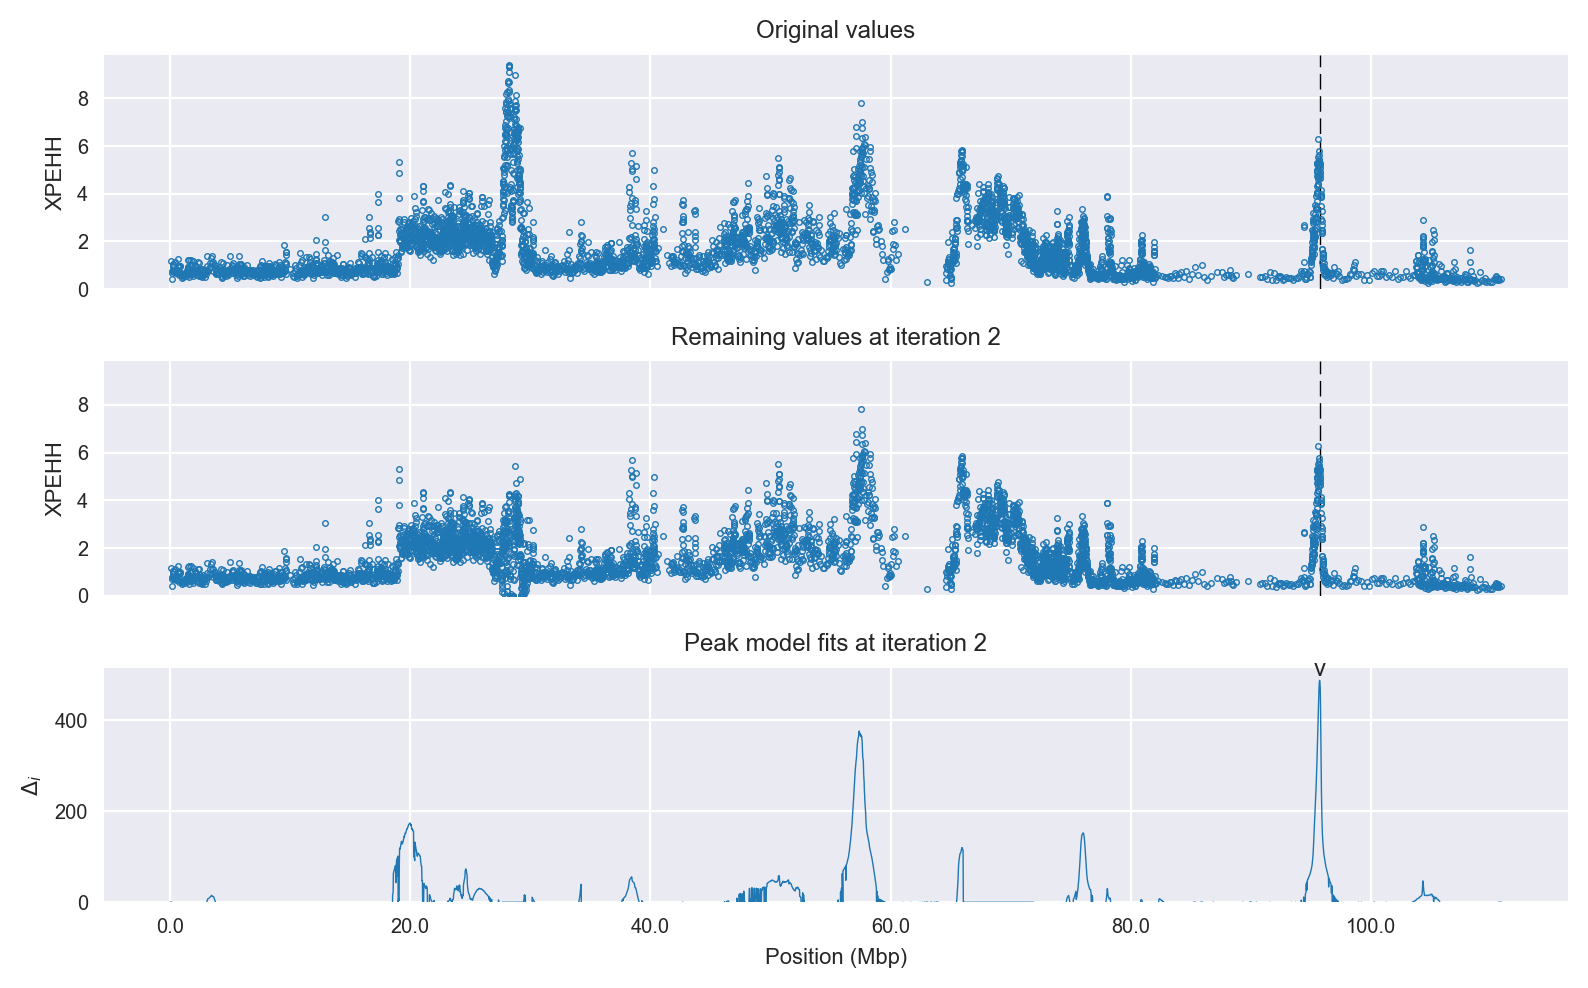 Original values
8
6
4
2
0
XPEHH
Remaining values at iteration 2
8
6
4
2
0
XPEHH
Peak model fits at iteration 2
v
400
200
0
Δi
0.0 20.0 40.0 60.0 80.0 100.0
Position (Mbp)